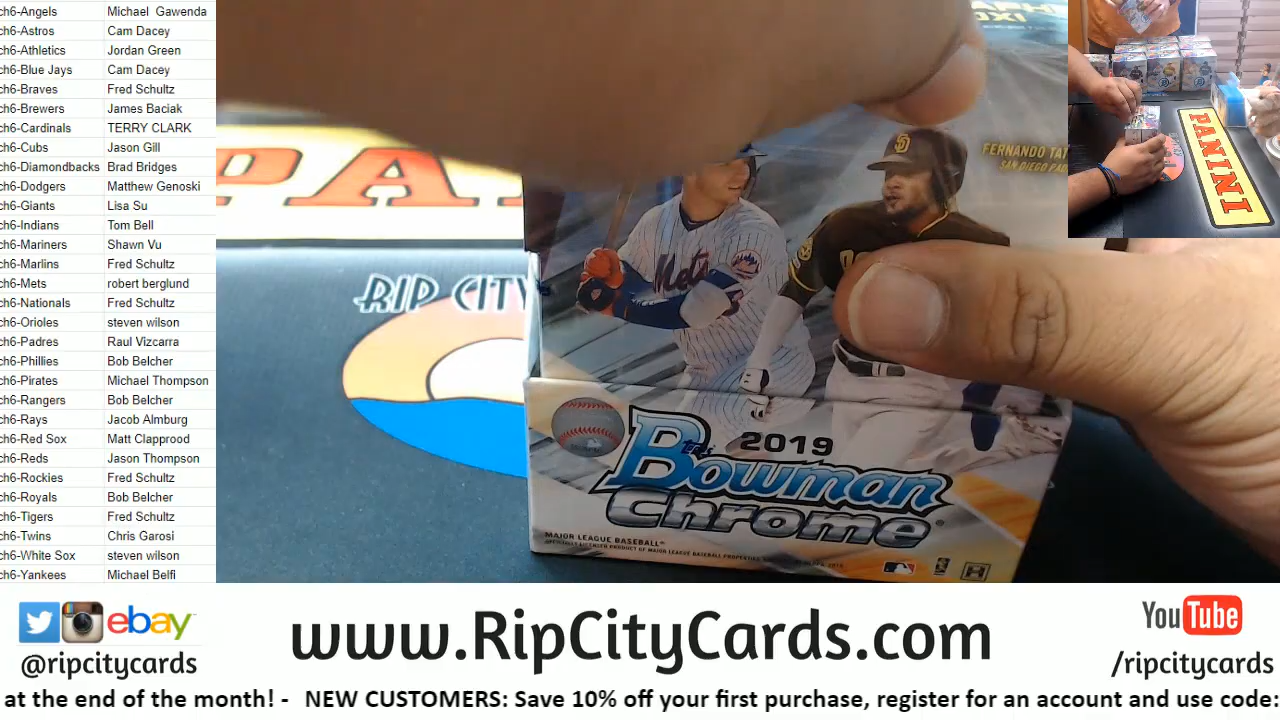 ch6-Angels Michael Gawenda
ch6-Astros Cam Dacey
ch6-Athletics Jordan Green
ch6-Blue Jays Cam Dacey
ch6-Braves Fred Schultz
ch6-Brewers James Baciak
ch6-Cardinals TERRY CLARK
ch6-Cubs Jason Gill
ch6-Diamondbacks Brad Bridges
ch6-Dodgers Matthew Genoski
ch6-Giants Lisa Su
ch6-Indians Tom Bell
ch6-Mariners Shawn Vu
ch6-Marlins Fred Schultz
ch6-Mets robert berglund
ch6-Nationals Fred Schultz
ch6-Orioles steven wilson
ch6-Padres Raul Vizcarra
ch6-Phillies Bob Belcher
ch6-Pirates Michael Thompson
ch6-Rangers Bob Belcher
ch6-Rays Jacob Almburg
ch6-Red Sox Matt Clapprood
ch6-Reds Jason Thompson
ch6-Rockies Fred Schultz
ch6-Royals Bob Belcher
ch6-Tigers Fred Schultz
ch6-Twins Chris Garosi
ch6-White Sox steven wilson
ch6-Yankees Michael Belfi
PA
RIP CITY
FERNANDO TAT
SAN DIEGO PAD
SD
Mets
2019
Topps
Bowman
Chrome
MAJOR LEAGUE BASEBALL
PANINI
ebay
@ripcitycards
www.RipCityCards.com
YouTube
/ripcitycards
at the end of the month! - NEW CUSTOMERS: Save 10% off your first purchase, register for an account and use code: